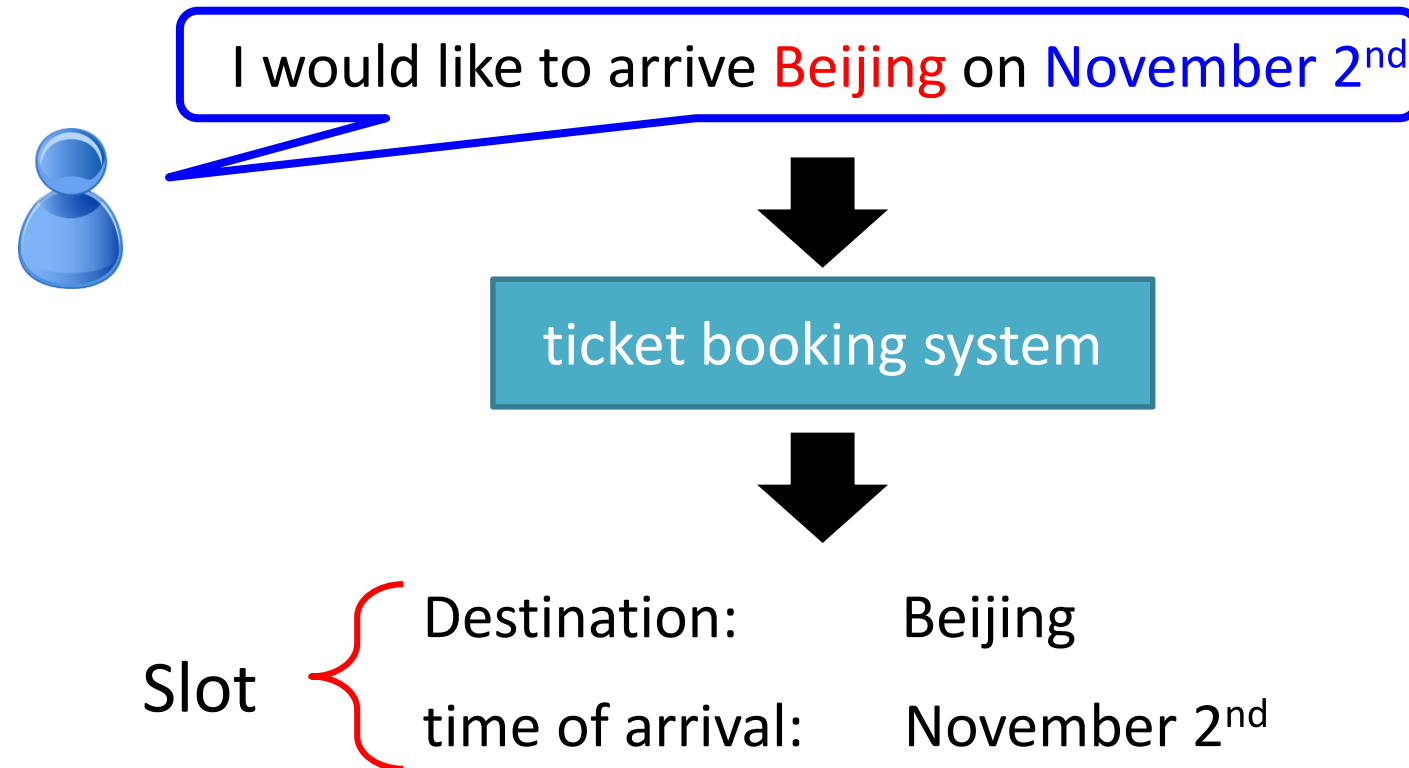 I would like to arrive Beijing on November 2nd
ticket booking system
Destination: Beijing
Slot
time of arrival: November 2nd